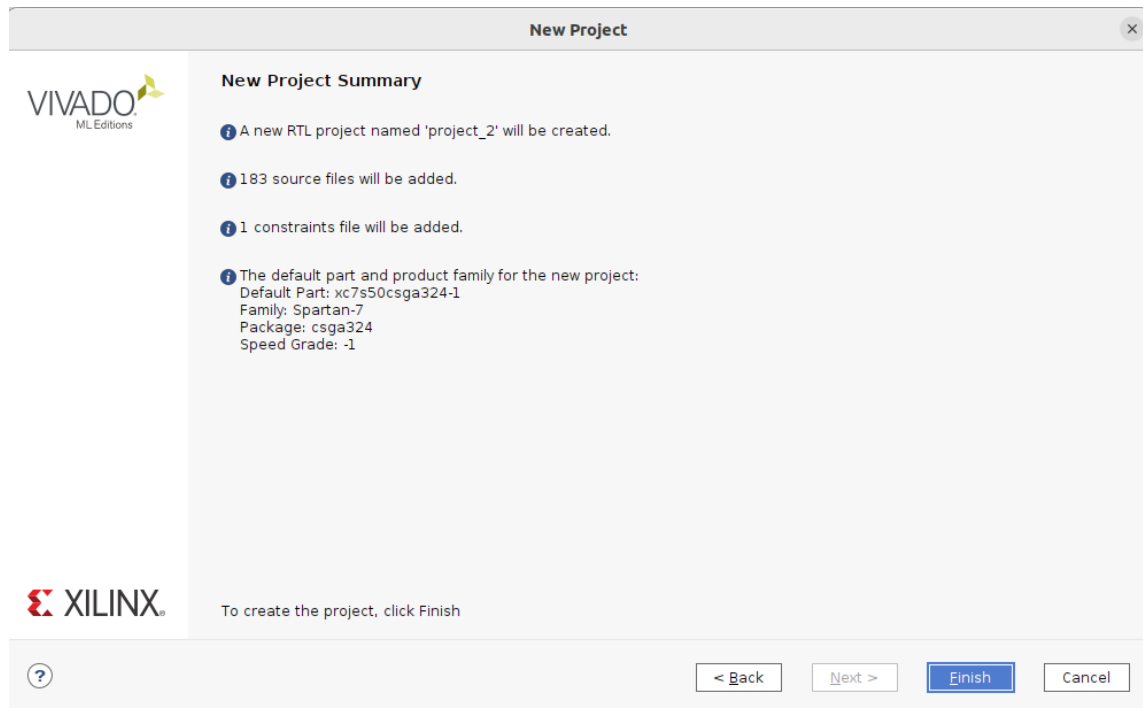 New Project
VIVADO.
ML Editions
New Project Summary
A new RTL project named 'project_2' will be created.
183 source files will be added.
1 constraints file will be added.
The default part and product family for the new project:
Default Part: xc7s50csga324-1
Family: Spartan-7
Package: csga324
Speed Grade: -1
XILINX.
To create the project, click Finish
?
< Back
Next >
Finish
Cancel